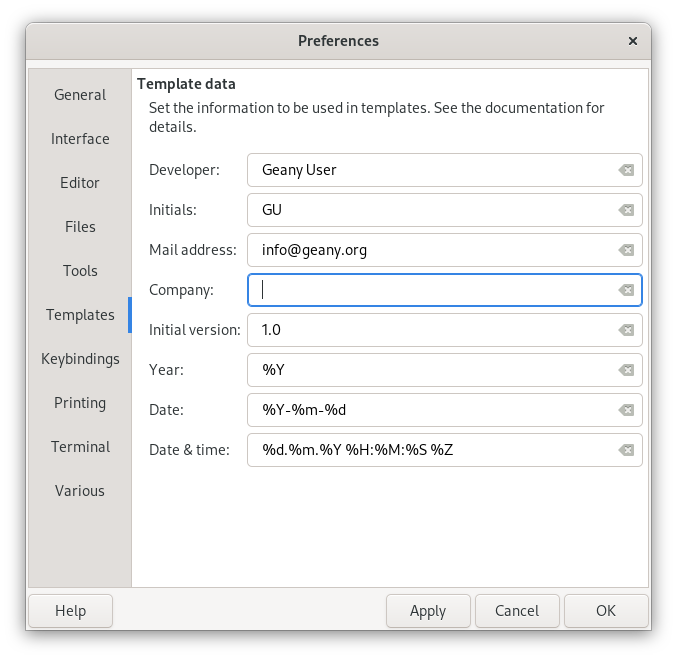 Preferences
General
Interface
Editor
Files
Tools
Templates
Keybindings
Printing
Terminal
Various
Template data
Set the information to be used in templates. See the documentation for
details.
Developer: Geany User
Initials: GU
Mail address: info@geany.org
Company:
Initial version: 1.0
Year: %Y
Date: %Y-%m-%d
Date & time: %d.%m.%Y %H:%M:%S %Z
Help Apply Cancel OK